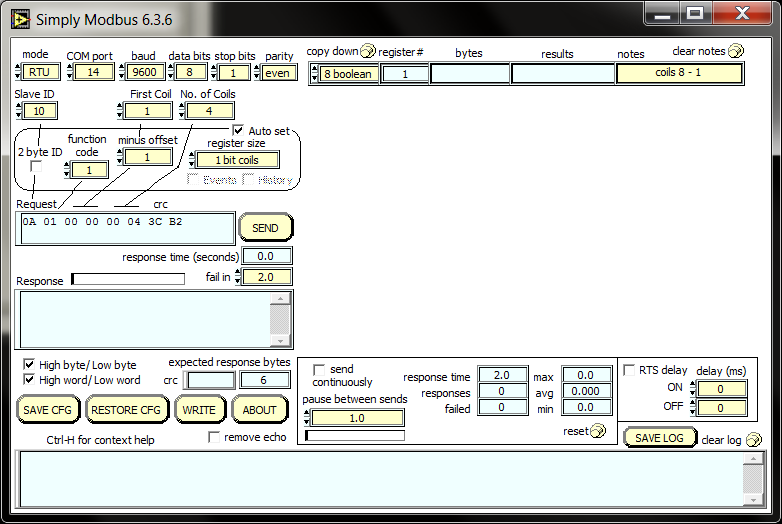 Simply Modbus 6.3.6
mode COM port baud data bits stop bits parity
RTU 14 9600 8 1 even
copy down register # bytes results notes clear notes
8 boolean 1 coils 8 - 1
Slave ID First Coil No. of Coils
10 1 4
Auto set
2 byte ID function code minus offset register size
1 1 1 bit coils
Events History
Request crc
0A 01 00 00 00 04 3C B2
SEND
response time (seconds) 0.0
Response fail in 2.0
High byte/Low byte
High word/Low word
expected response bytes
crc 6
SAVE CFG RESTORE CFG WRITE ABOUT
Ctrl-H for context help remove echo
send continuously
pause between sends
1.0
response time 2.0 max 0.0
responses 0 avg 0.000
failed 0 min 0.0
reset
RTS delay delay (ms)
ON 0
OFF 0
SAVE LOG clear log